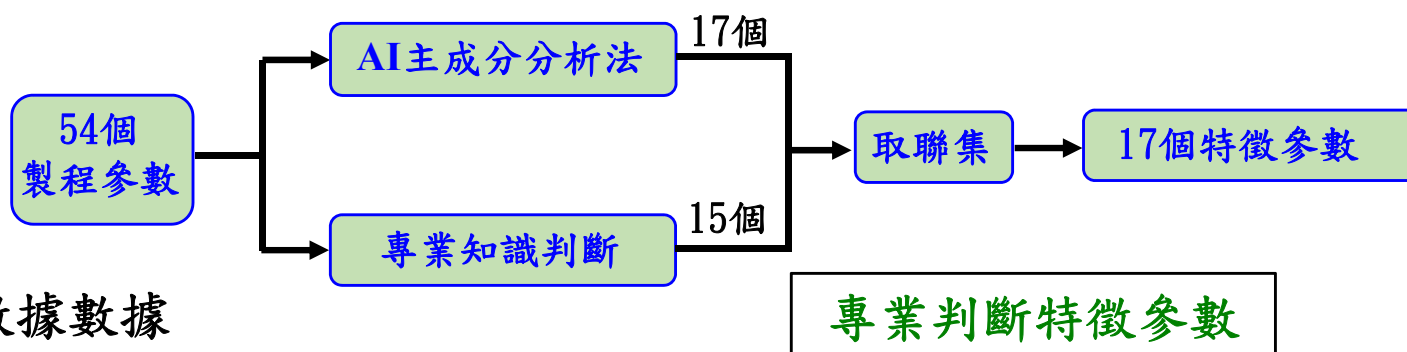 17個
AI主成分分析法
54個
製程參數
取聯集
17個特徵參數
15個
專業知識判斷
數據數據
專業判斷特徵參數